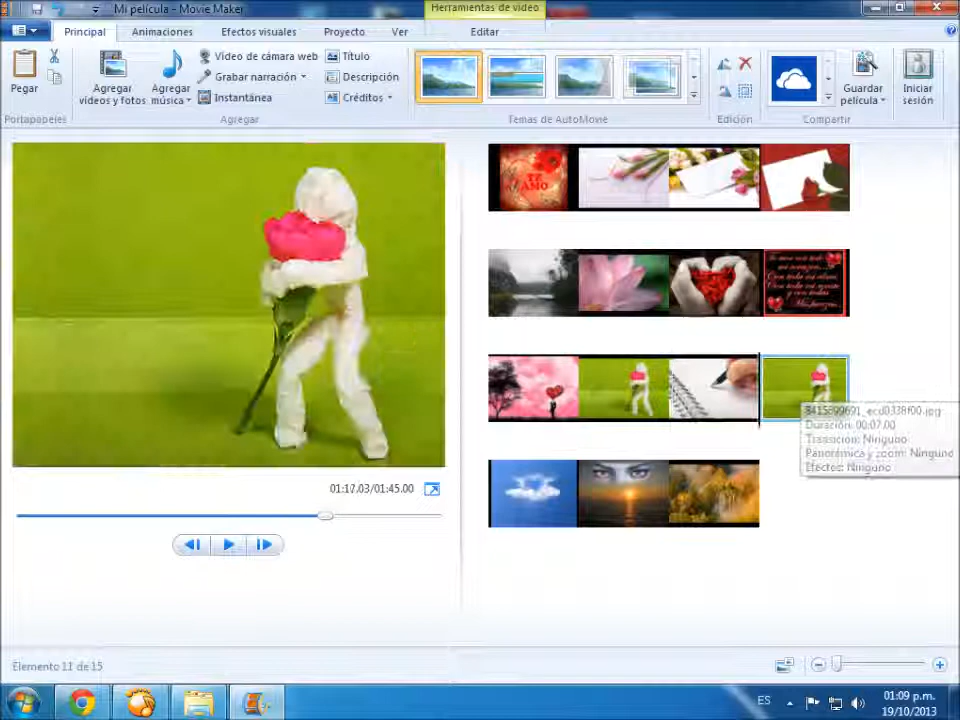 Mi película - Movie Maker
Herramientas de vídeo
Principal
Animaciones
Efectos visuales
Proyecto
Ver
Editar
Pegar
Portapapeles
Agregar vídeos y fotos
Agregar música
Vídeo de cámara web
Grabar narración
Instantánea
Título
Descripción
Créditos
Agregar
Temas de AutoMovie
Edición
Guardar película
Compartir
Iniciar sesión
TE AMO
01:17.03/01:45.00
Duración: 00:07.00
Transición: Ninguno
Panorámica y zoom: Ninguno
Efectos: Ninguno
Elemento 11 de 15
ES
01:09 p.m.
19/10/2013